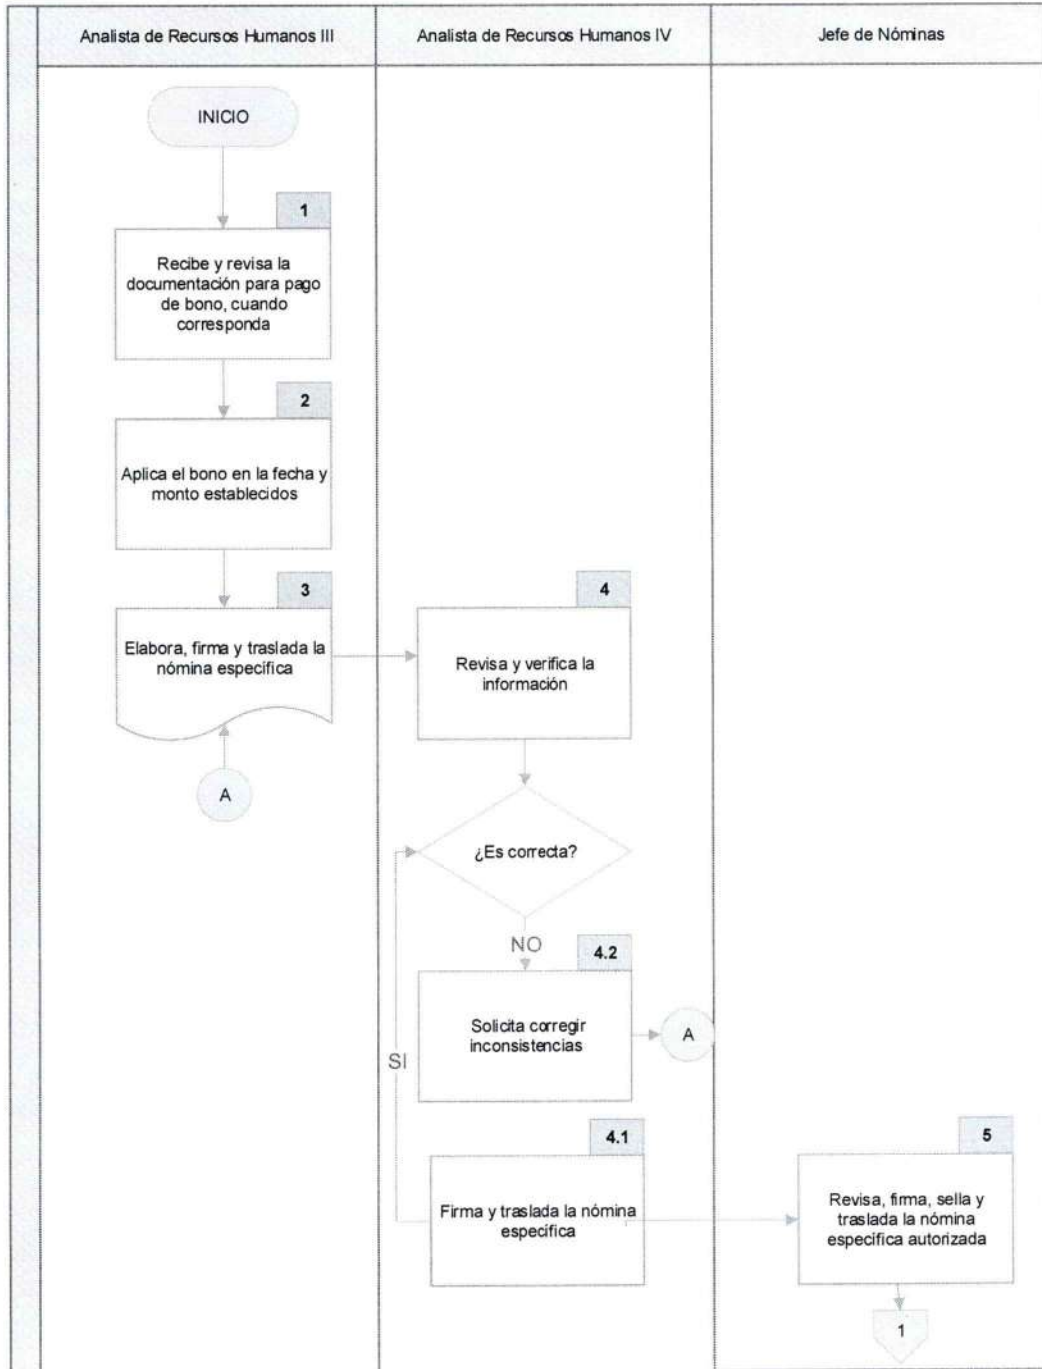 Analista de Recursos Humanos III
Analista de Recursos Humanos IV
Jefe de Nóminas
INICIO
1
Recibe y revisa la
documentación para pago
de bono, cuando
corresponda
2
Aplica el bono en la fecha y
monto establecidos
3
Elabora, firma y traslada la
nómina específica
4
Revisa y verifica la
información
A
¿Es correcta?
NO
4.2
Solicita corregir
inconsistencias
A
SI
4.1
Firma y traslada la nómina
específica
5
Revisa, firma, sella y
traslada la nómina
específica autorizada
1